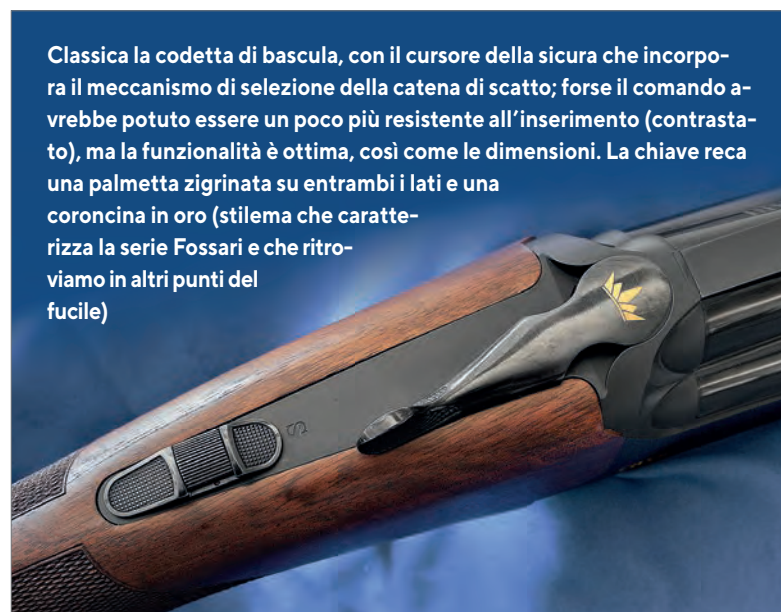 Classica la codetta di bascula, con il cursore della sicura che incorpo-
ra il meccanismo di selezione della catena di scatto; forse il comando a-
vrebbe potuto essere un poco più resistente all'inserimento (contrasta-
to), ma la funzionalità è ottima, così come le dimensioni. La chiave reca
una palmetta zigrinata su entrambi i lati e una
coroncina in oro (stilema che caratte-
rizza la serie Fossari e che ritro-
viamo in altri punti del
fucile)
S